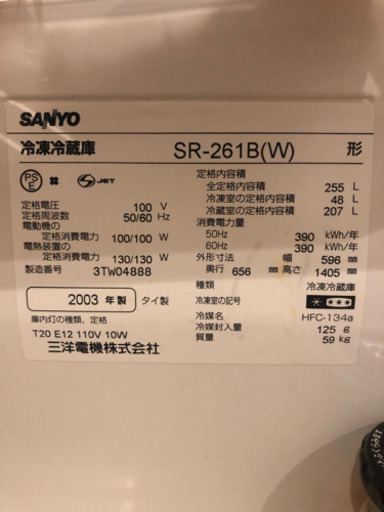 SANYO
冷凍冷蔵庫 SR-261B(W) 形
PS E JET
定格電圧 100 V
定格周波数 50/60 Hz
電動機の
定格消費電力 100/100 W
電熱装置の
定格消費電力 130/130 W
製造番号 3TW04888
2003 年製 タイ製
庫内灯の種類、定格
T20 E12 110V 10W
三洋電機株式会社
定格内容積
全定格内容積 255 L
冷凍室の定格内容積 48 L
冷蔵室の定格内容積 207 L
消費電力量
50Hz 390 kWh/年
60Hz 390 kWh/年
外形寸法 幅 596 mm
奥行 656 mm 高さ 1405 mm
種類 冷凍冷蔵庫
冷凍室の記号
冷媒名 HFC-134a
冷媒封入量 125 g
質量 59 kg